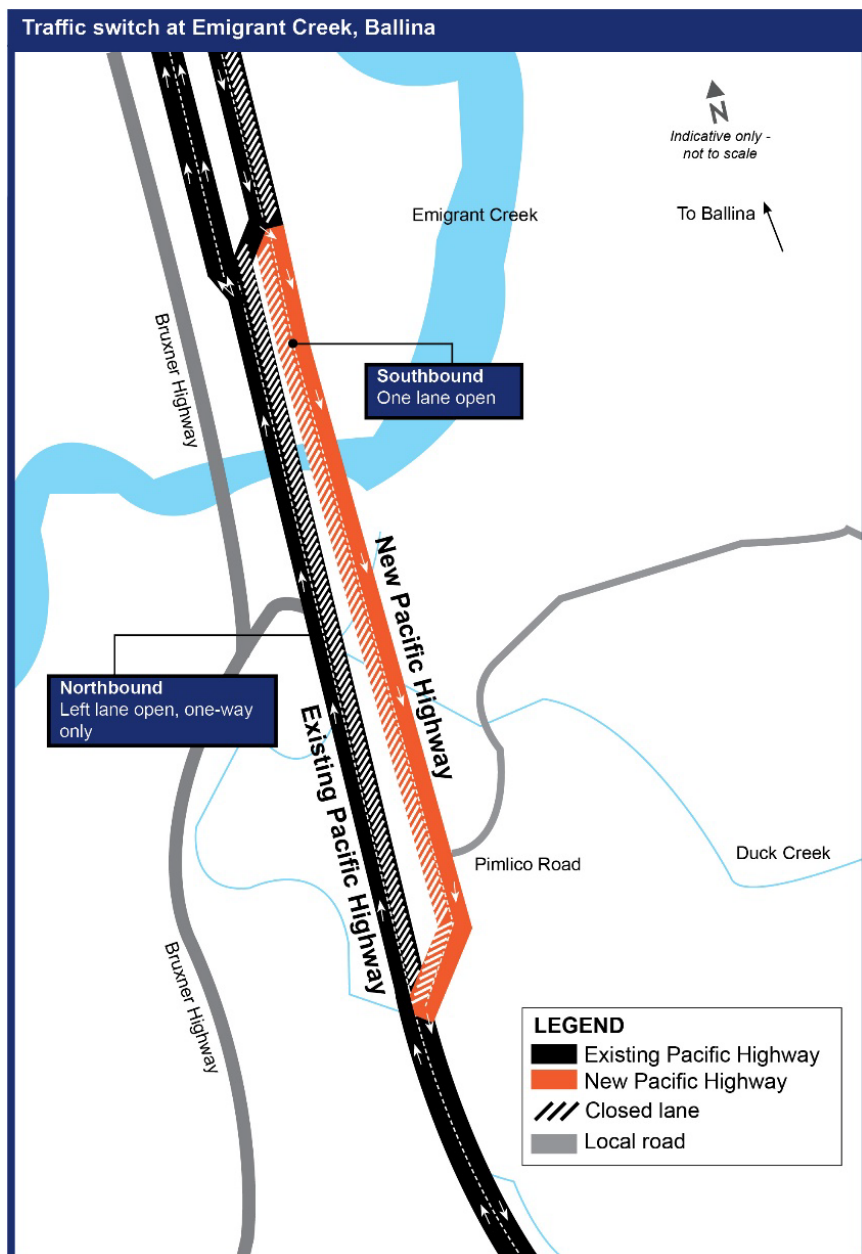 Traffic switch at Emigrant Creek, Ballina
N
Indicative only -
not to scale
To Ballina
Emigrant Creek
Bruxner Highway
Southbound
One lane open
New Pacific Highway
Northbound
Left lane open, one-way
only
Existing Pacific Highway
Pimlico Road
Duck Creek
Bruxner Highway
LEGEND
Existing Pacific Highway
New Pacific Highway
Closed lane
Local road